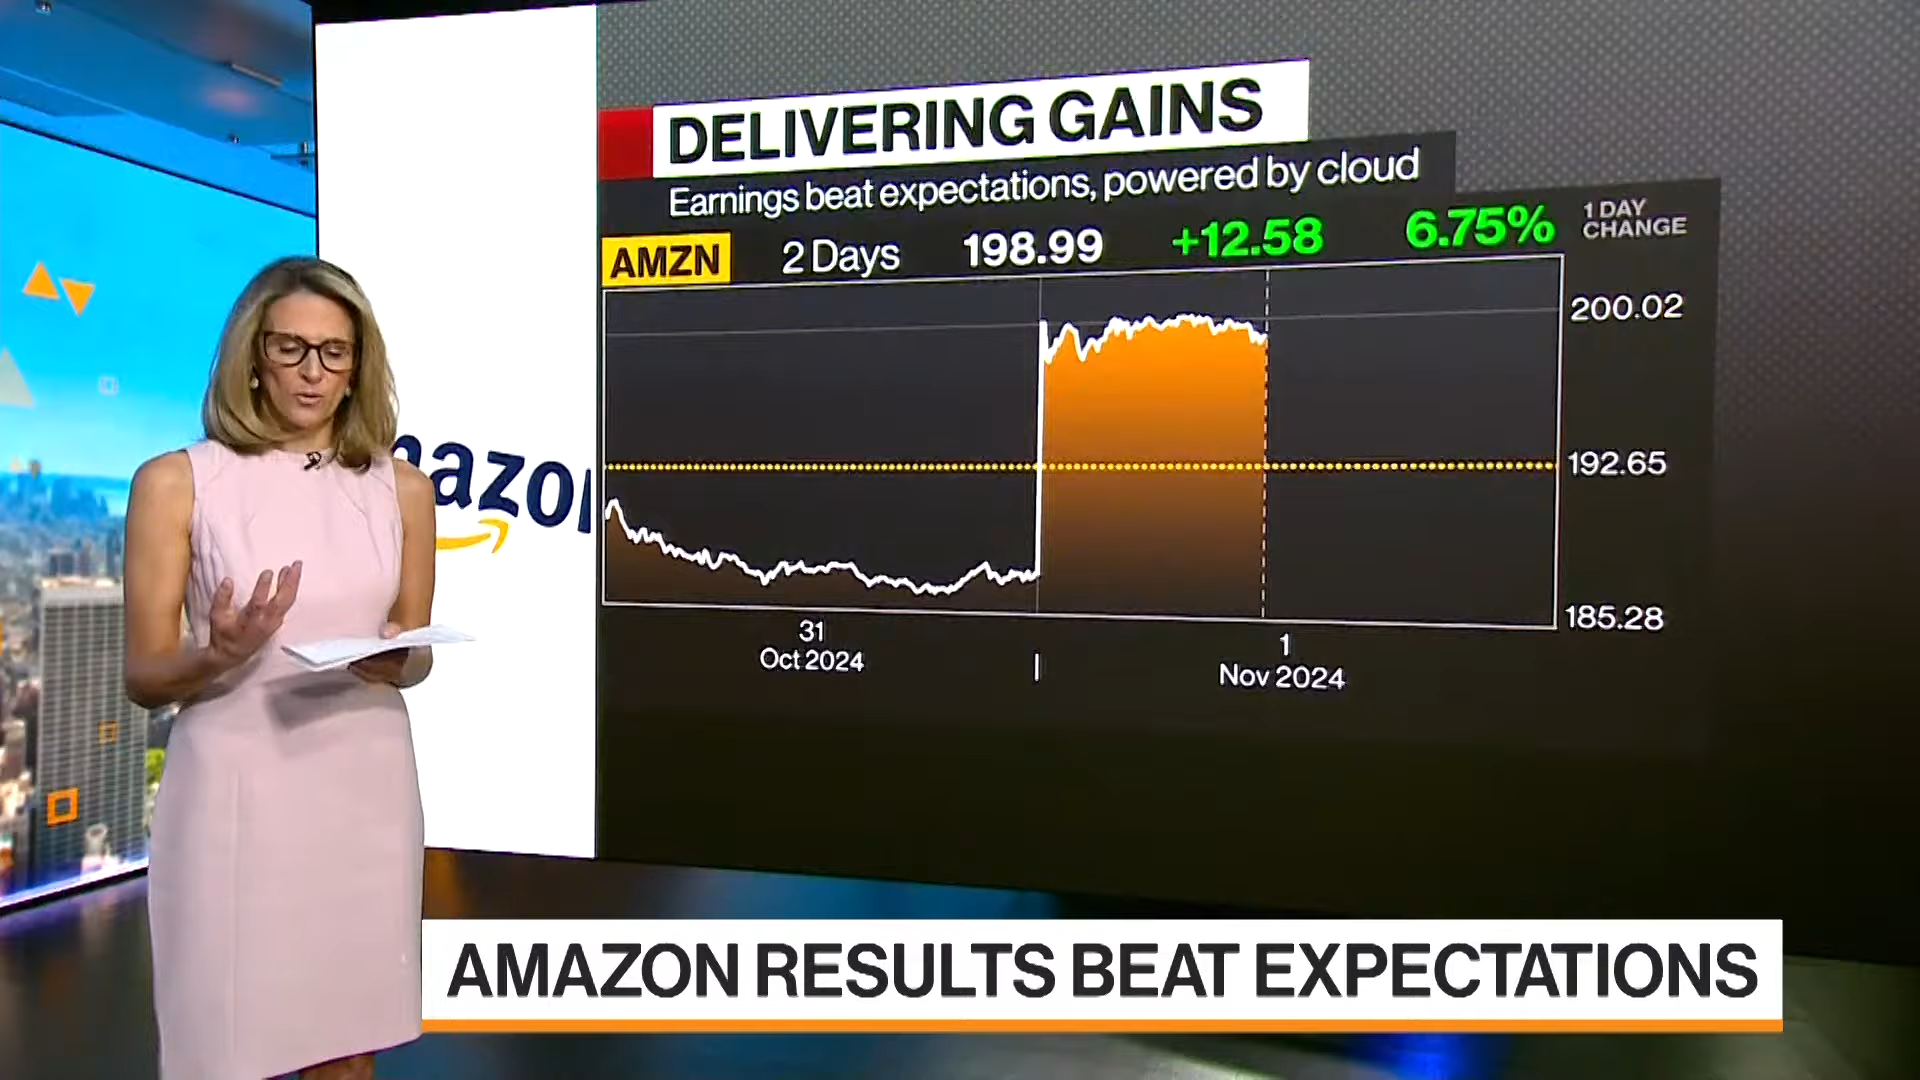 DELIVERING GAINS
Earnings beat expectations, powered by cloud
AMZN 2 Days 198.99 +12.58 6.75% 1 DAY CHANGE
200.02
192.65
185.28
31
Oct 2024
1
Nov 2024
mazon
AMAZON RESULTS BEAT EXPECTATIONS